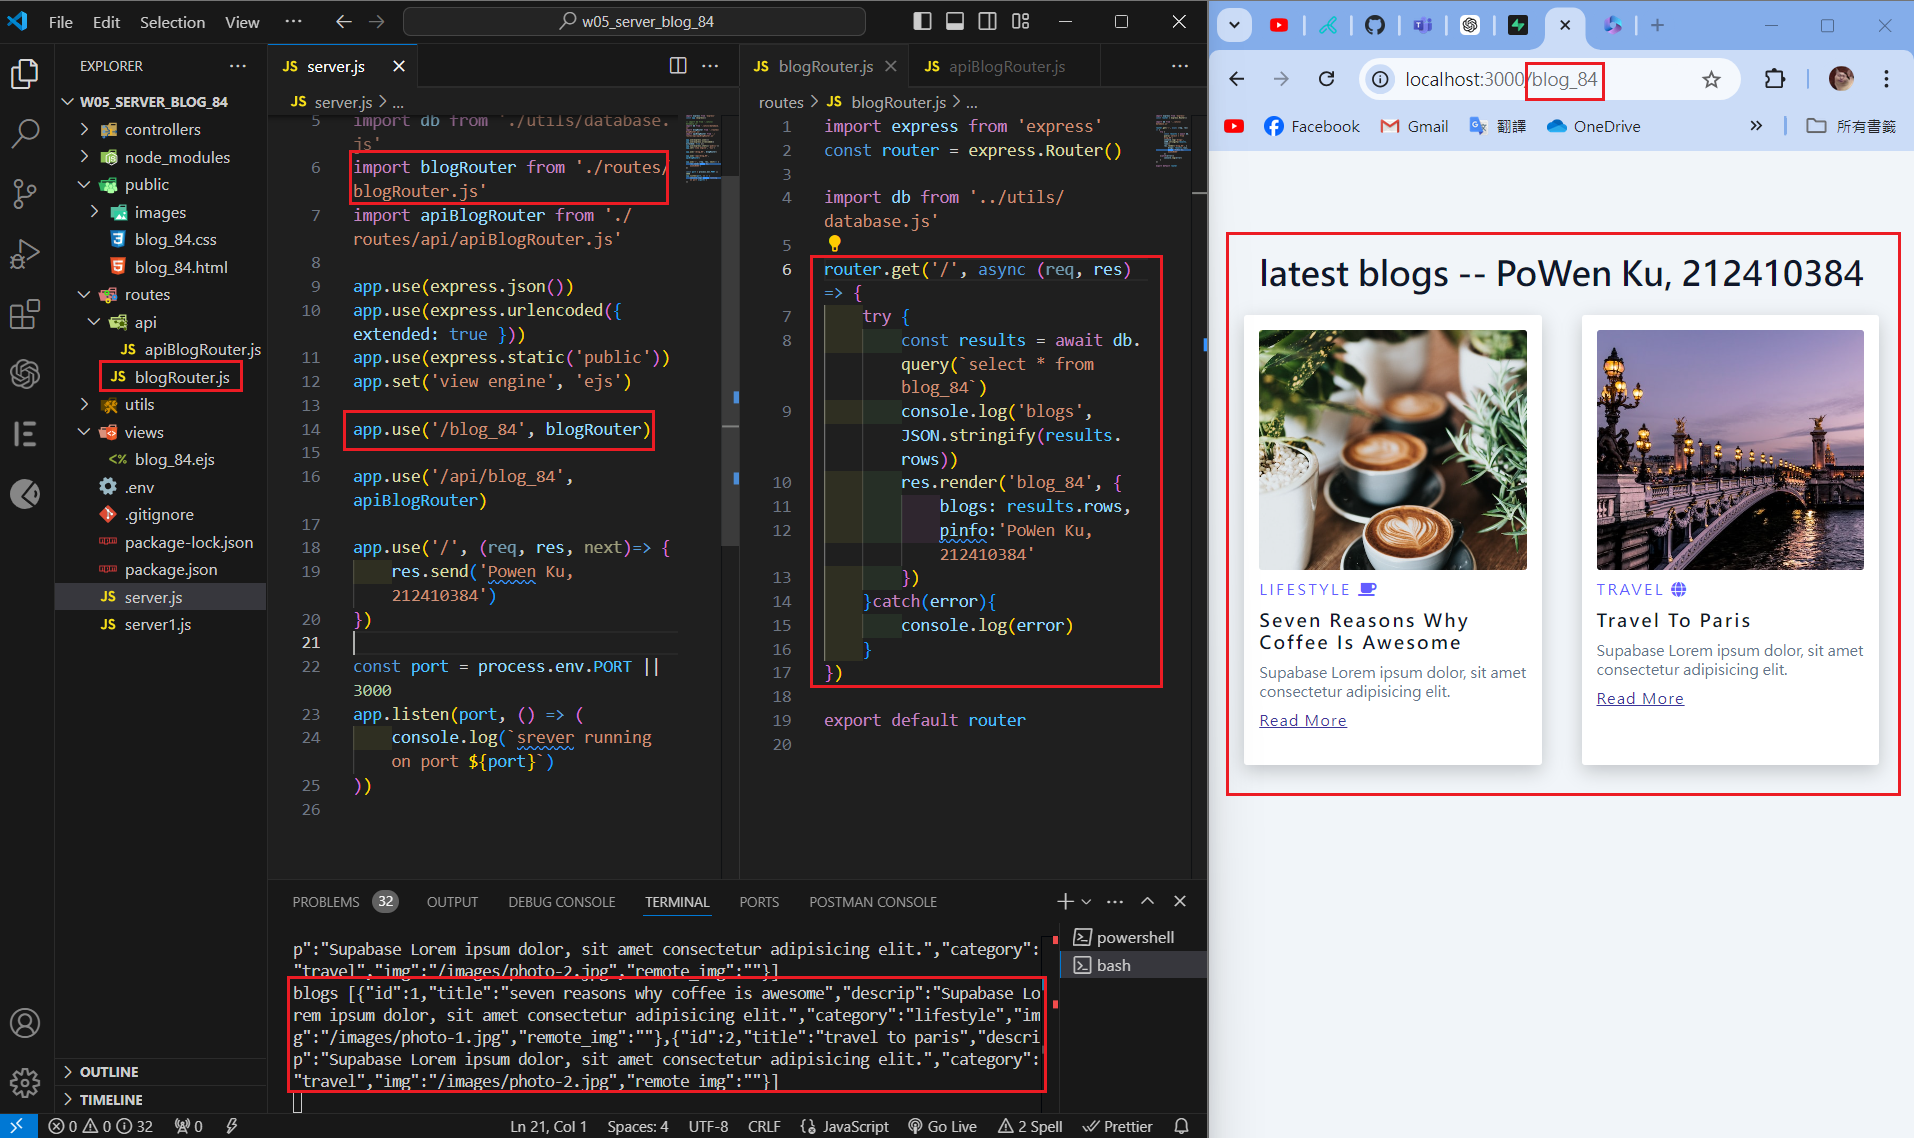 File Edit Selection View ··· w05_server_blog_84
EXPLORER ···
W05_SERVER_BLOG_84
controllers
node_modules
public
images
blog_84.css
blog_84.html
routes
api
JS apiBlogRouter.js
JS blogRouter.js
utils
views
<% blog_84.ejs
.env
.gitignore
package-lock.json
package.json
JS server.js
JS server1.js
OUTLINE
TIMELINE
JS server.js
JS server.js > ...
5 import db from './utils/database.
js'
6 import blogRouter from './routes/
blogRouter.js'
7 import apiBlogRouter from './
routes/api/apiBlogRouter.js'
8
9 app.use(express.json())
10 app.use(express.urlencoded({
extended: true }))
11 app.use(express.static('public'))
12 app.set('view engine', 'ejs')
13
14 app.use('/blog_84', blogRouter)
15
16 app.use('/api/blog_84',
apiBlogRouter)
17
18 app.use('/', (req, res, next)=> {
19 res.send('Powen Ku,
212410384')
20 })
21
22 const port = process.env.PORT ||
3000
23 app.listen(port, () => (
24 console.log(`srever running
on port ${port}`)
25 ))
26
JS blogRouter.js JS apiBlogRouter.js
routes > JS blogRouter.js > ...
1 import express from 'express'
2 const router = express.Router()
3
4 import db from '../utils/
database.js'
5
6 router.get('/', async (req, res)
=> {
7 try {
8 const results = await db.
query(`select * from
blog_84`)
9 console.log('blogs',
JSON.stringify(results.
rows))
10 res.render('blog_84', {
11 blogs: results.rows,
12 pinfo:'PoWen Ku,
212410384'
13 })
14 }catch(error){
15 console.log(error)
16 }
17 })
18
19 export default router
20
PROBLEMS 32 OUTPUT DEBUG CONSOLE TERMINAL PORTS POSTMAN CONSOLE
p":"Supabase Lorem ipsum dolor, sit amet consectetur adipisicing elit.","category":
"travel","img":"/images/photo-2.jpg","remote_img":""}]
blogs [{"id":1,"title":"seven reasons why coffee is awesome","descrip":"Supabase Lo
rem ipsum dolor, sit amet consectetur adipisicing elit.","category":"lifestyle","im
g":"/images/photo-1.jpg","remote_img":""},{"id":2,"title":"travel to paris","descri
p":"Supabase Lorem ipsum dolor, sit amet consectetur adipisicing elit.","category":
"travel","img":"/images/photo-2.jpg","remote_img":""}]
powershell
bash
0 0 32 0 Ln 21, Col 1 Spaces: 4 UTF-8 CRLF JavaScript Go Live 2 Spell Prettier
localhost:3000/blog_84
Facebook Gmail 翻譯 OneDrive » 所有書籤
latest blogs -- PoWen Ku, 212410384
LIFESTYLE
Seven Reasons Why
Coffee Is Awesome
Supabase Lorem ipsum dolor, sit amet
consectetur adipisicing elit.
Read More
TRAVEL
Travel To Paris
Supabase Lorem ipsum dolor, sit amet
consectetur adipisicing elit.
Read More